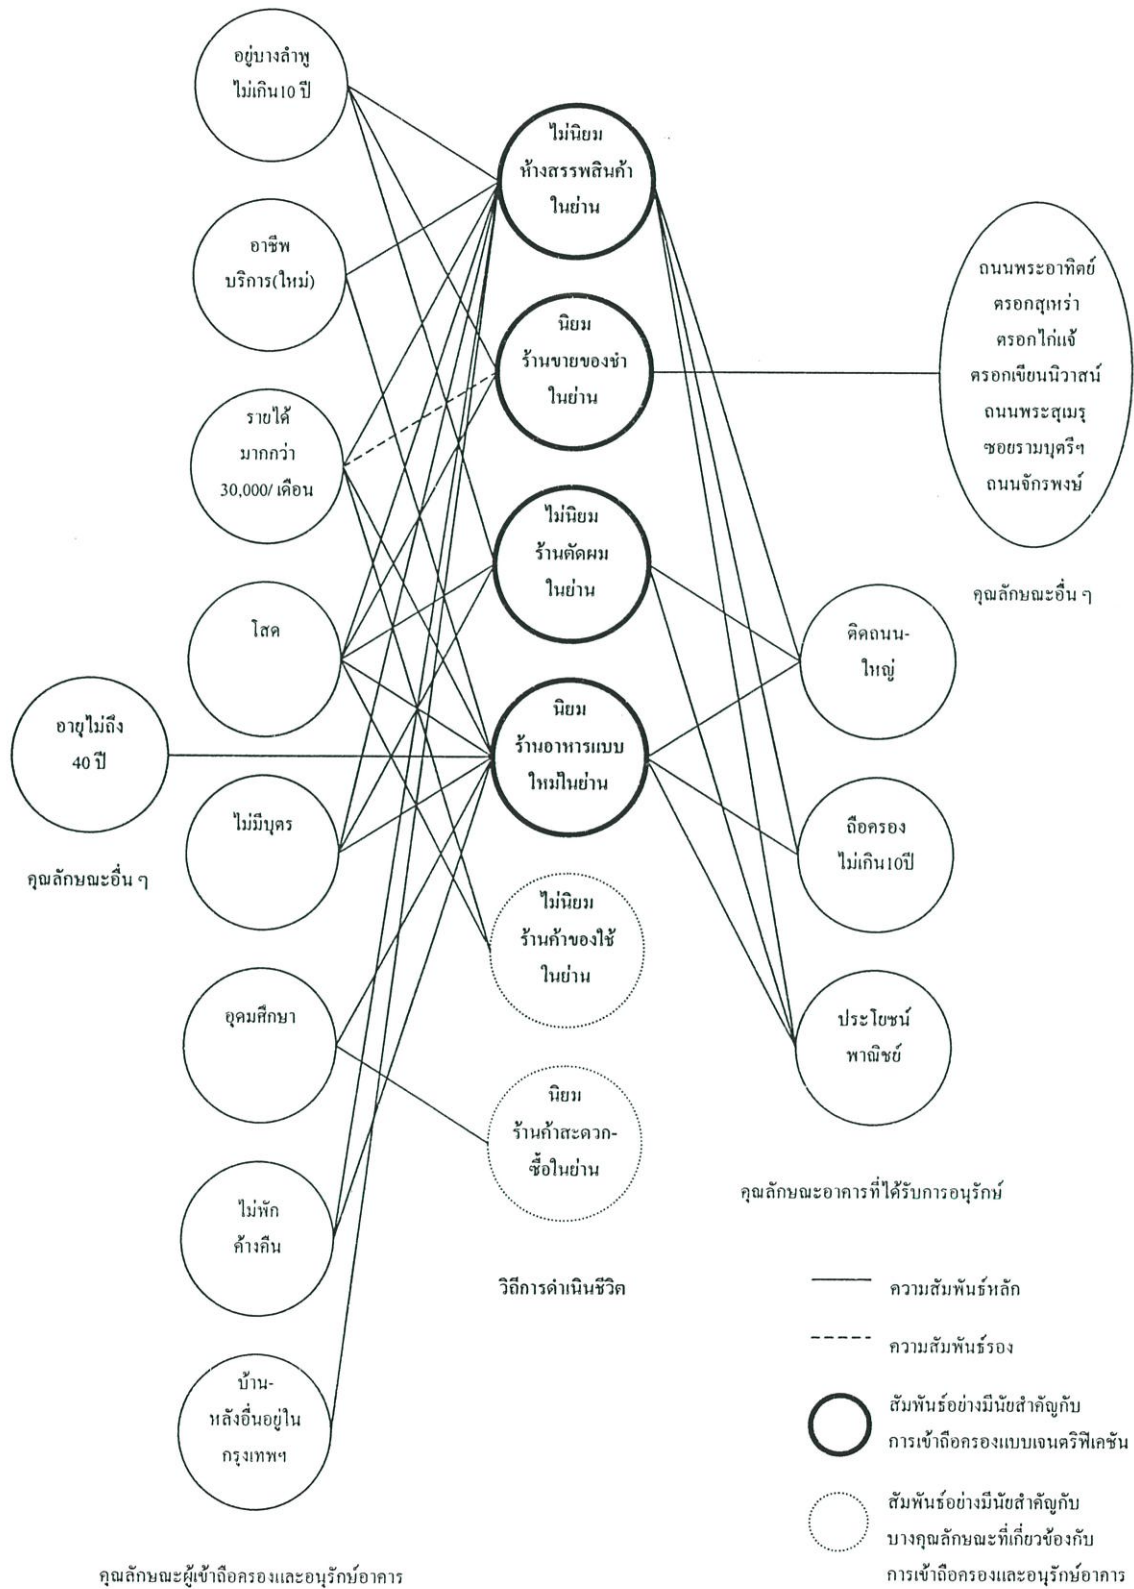 อยู่บางลำพู
ไม่เกิน10 ปี
อาชีพ
บริการ(ใหม่)
รายได้
มากกว่า
30,000/ เดือน
โสด
ไม่มีบุตร
อุดมศึกษา
ไม่พัก
ค้างคืน
บ้าน-
หลังอื่นอยู่ใน
กรุงเทพฯ
คุณลักษณะผู้เข้าถือครองและอนุรักษ์อาคาร
อายุไม่ถึง
40 ปี
คุณลักษณะอื่น ๆ
ไม่นิยม
ห้างสรรพสินค้า
ในย่าน
นิยม
ร้านขายของชำ
ในย่าน
ไม่นิยม
ร้านตัดผม
ในย่าน
นิยม
ร้านอาหารแบบ
ใหม่ในย่าน
ไม่นิยม
ร้านค้าของใช้
ในย่าน
นิยม
ร้านค้าสะดวก-
ซื้อในย่าน
วิถีการดำเนินชีวิต
ถนนพระอาทิตย์
ตรอกสุเหร่า
ตรอกไก่แจ้
ตรอกเขียนนิวาสน์
ถนนพระสุเมรุ
ซอยรามบุตรีฯ
ถนนจักรพงษ์
คุณลักษณะอื่น ๆ
ติดถนน-
ใหญ่
ถือครอง
ไม่เกิน10ปี
ประโยชน์
พาณิชย์
คุณลักษณะอาคารที่ได้รับการอนุรักษ์
ความสัมพันธ์หลัก
ความสัมพันธ์รอง
สัมพันธ์อย่างมีนัยสำคัญกับ
การเข้าถือครองแบบเจนตริฟิเคชัน
สัมพันธ์อย่างมีนัยสำคัญกับ
บางคุณลักษณะที่เกี่ยวข้องกับ
การเข้าถือครองและอนุรักษ์อาคาร